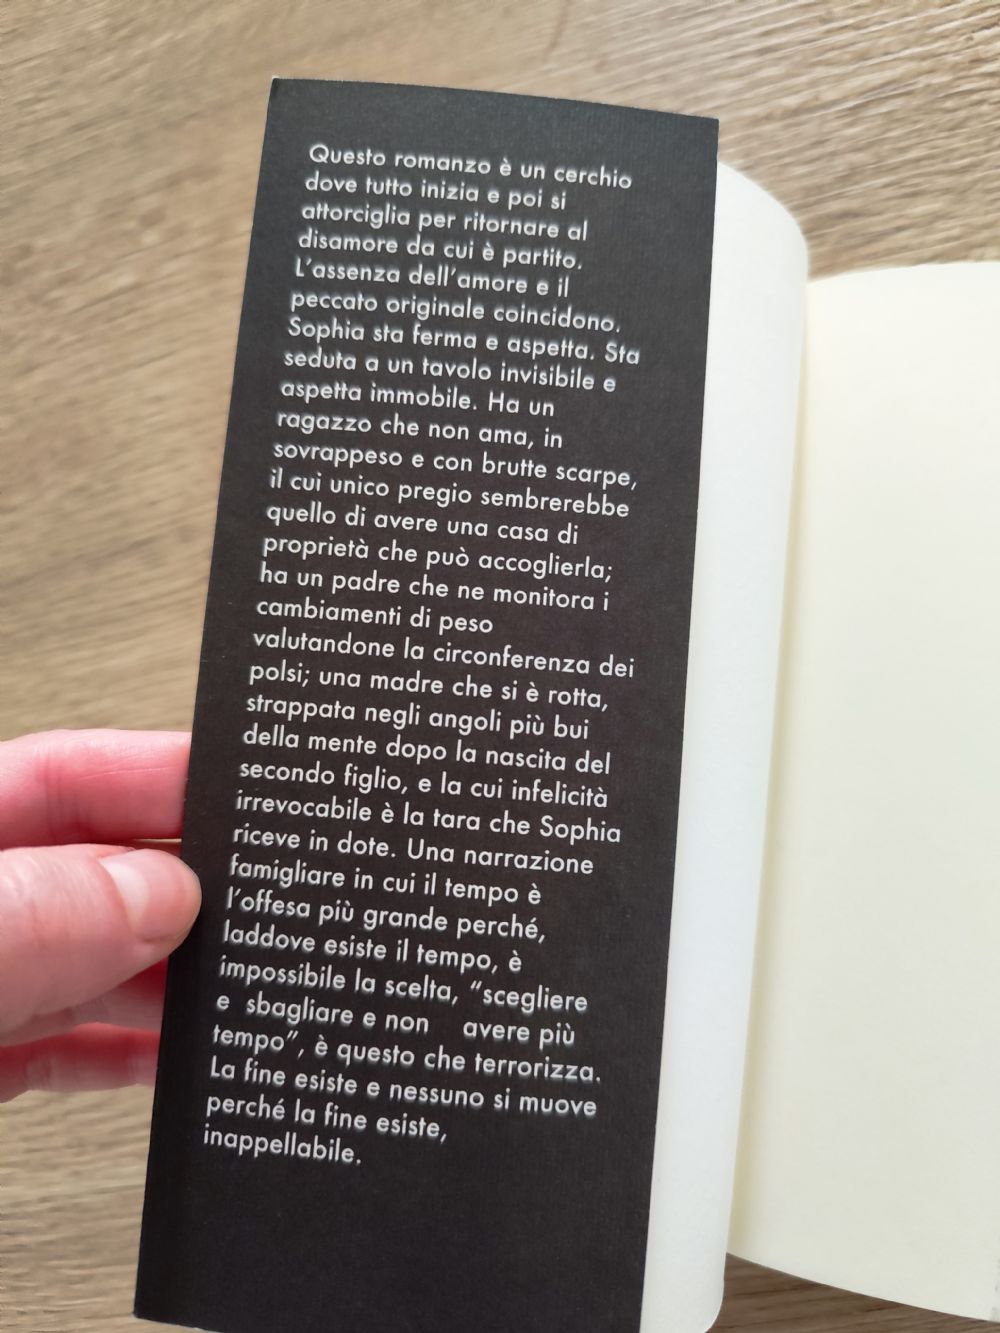 Questo romanzo è un cerchio
dove tutto inizia e poi si
attorciglia per ritornare al
disamore da cui è partito.
L'assenza dell'amore e il
peccato originale coincidono.
Sophia sta ferma e aspetta. Sta
seduta a un tavolo invisibile e
aspetta immobile. Ha un
ragazzo che non ama, in
sovrappeso e con brutte scarpe,
il cui unico pregio sembrerebbe
quello di avere una casa di
proprietà che può accoglierla;
ha un padre che ne monitora i
cambiamenti di peso
valutandone la circonferenza dei
polsi; una madre che si è rotta,
strappata negli angoli più bui
della mente dopo la nascita del
secondo figlio, e la cui infelicità
irrevocabile è la tara che Sophia
riceve in dote. Una narrazione
famigliare in cui il tempo è
l'offesa più grande perché,
laddove esiste il tempo, è
impossibile la scelta, "scegliere
e sbagliare e non avere più
tempo", è questo che terrorizza.
La fine esiste e nessuno si muove
perché la fine esiste,
inappellabile.